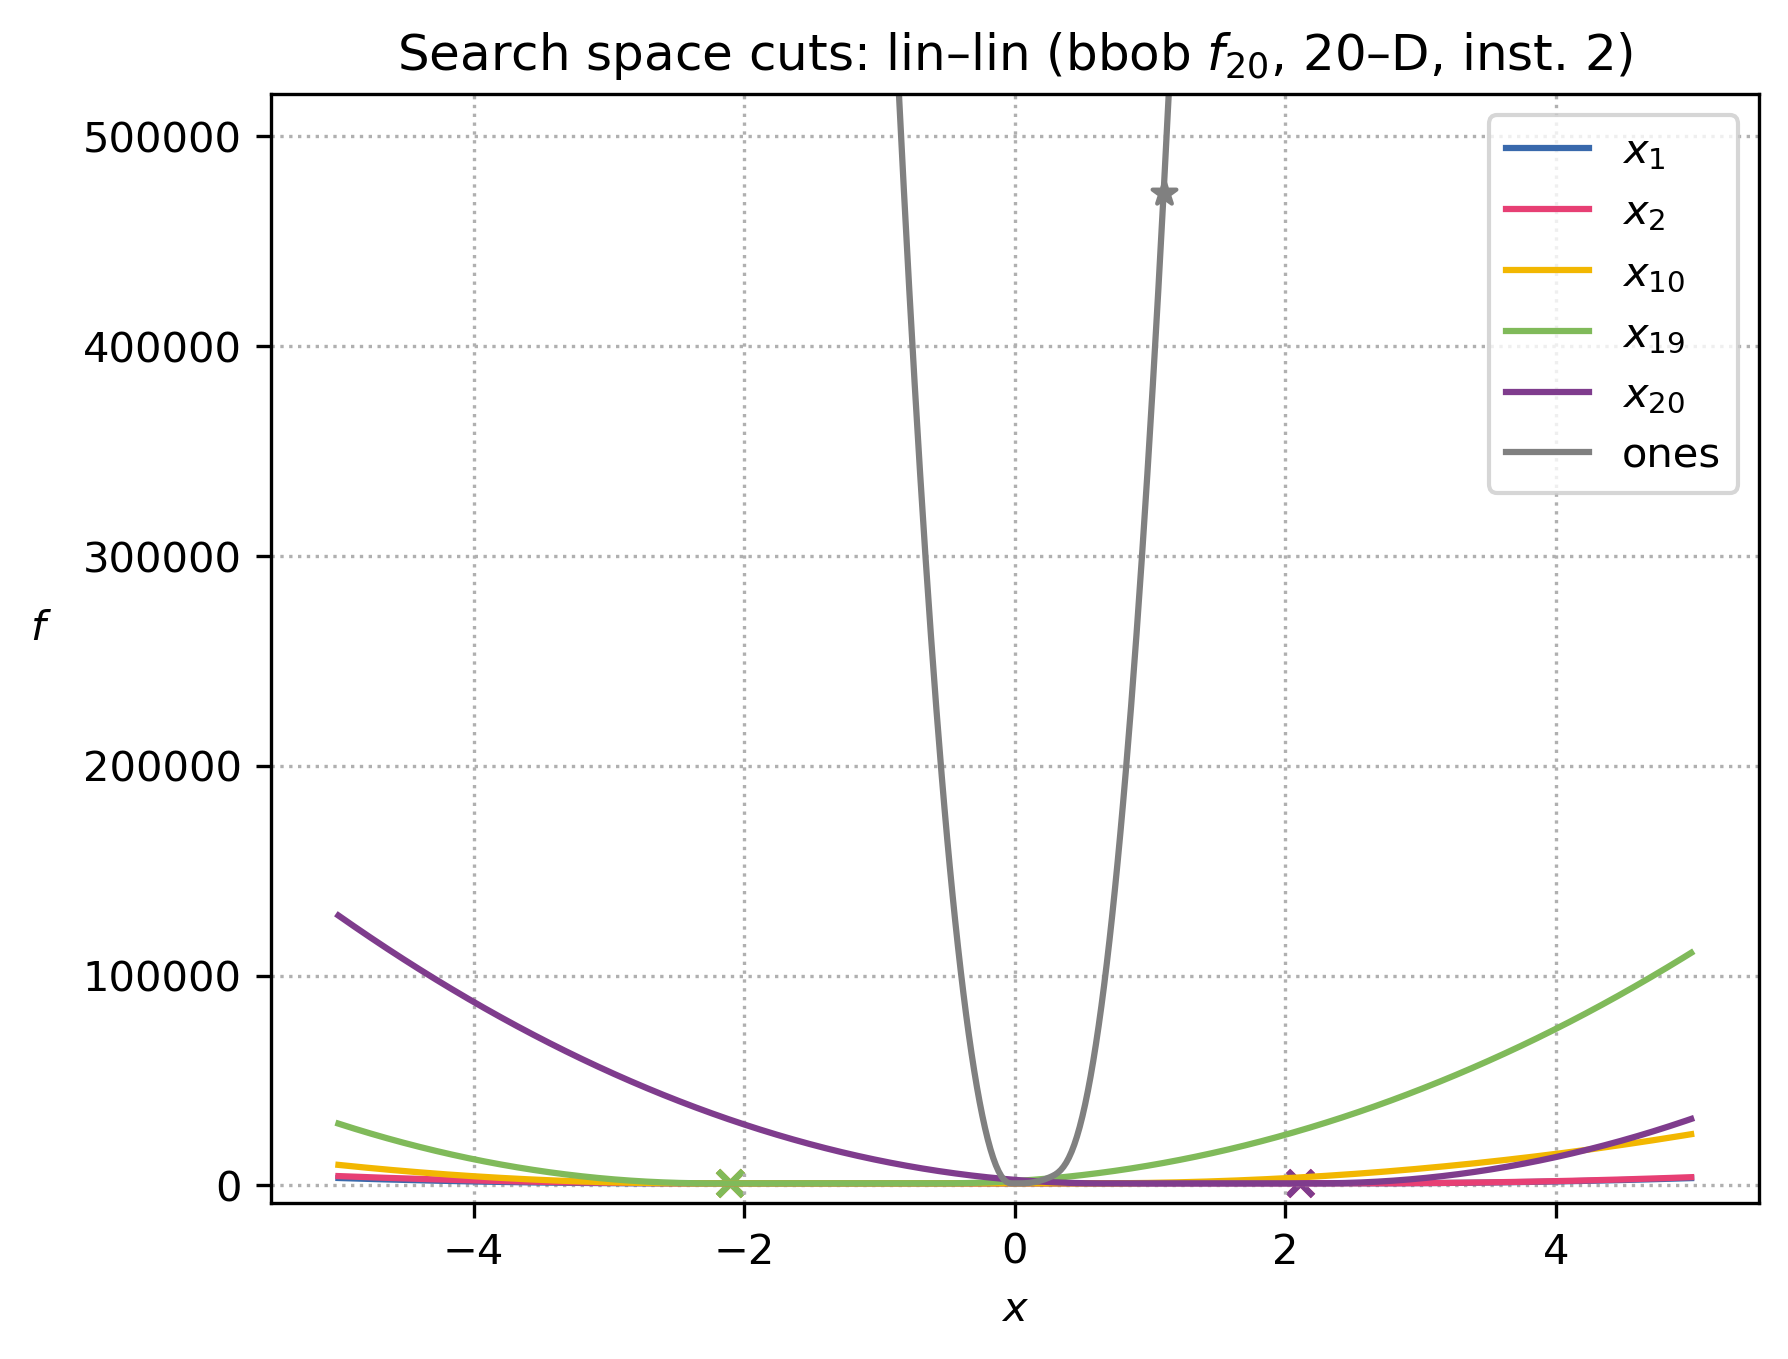 Search space cuts: lin–lin (bbob f₂₀, 20–D, inst. 2)
500000
400000
300000
200000
100000
0
f
−4 −2 0 2 4
x
x₁
x₂
x₁₀
x₁₉
x₂₀
ones